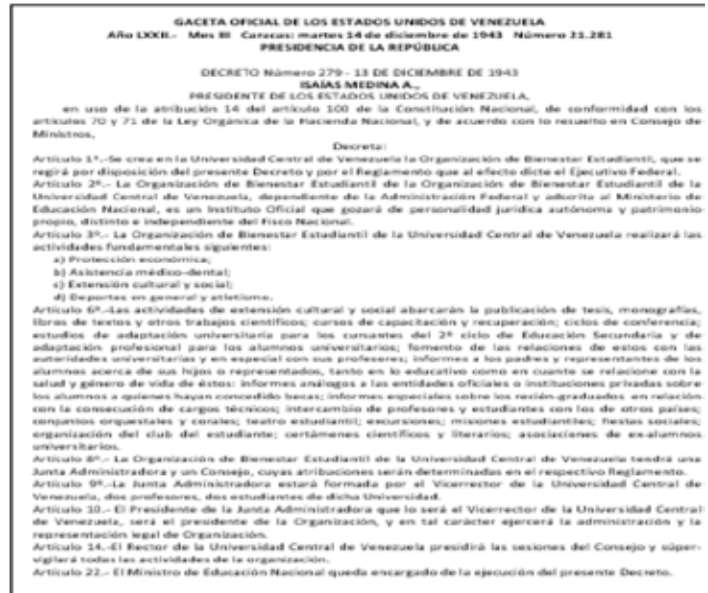 GACETA OFICIAL DE LOS ESTADOS UNIDOS DE VENEZUELA
Año LXXII.- Mes III Caracas: martes 14 de diciembre de 1943 Número 21.281
PRESIDENCIA DE LA REPÚBLICA
DECRETO Número 279 - 13 DE DICIEMBRE DE 1943
ISAÍAS MEDINA A.,
PRESIDENTE DE LOS ESTADOS UNIDOS DE VENEZUELA,
en uso de la atribución 14 del artículo 100 de la Constitución Nacional, de conformidad con los
artículos 70 y 71 de la Ley Organica de la Hacienda Nacional, y de acuerdo con lo resuelto en Consejo de
Ministros,
Decreta:
Artículo 1º.-Se crea en la Universidad Central de Venezuela la Organización de Bienestar Estudiantil, que se
regirá por disposición del presente Decreto y por el Reglamento que al efecto dicte el Ejecutivo Federal.
Artículo 2º.- La Organización de Bienestar Estudiantil de la Organización de Bienestar Estudiantil de la
Universidad Central de Venezuela, dependiente de la Administración Federal y adscrita al Ministerio de
Educación Nacional, es un Instituto Oficial que gozará de personalidad jurídica autónoma y patrimonio
propio, distinto e independiente del Fisco Nacional.
Artículo 3º.- La Organización de Bienestar Estudiantil de la Universidad Central de Venezuela realizará las
actividades fundamentales siguientes:
a) Protección económica;
b) Asistencia médico-dental;
c) Extensión cultural y social;
d) Deportes en general y atletismo.
Artículo 6º.-Las actividades de extensión cultural y social abarcarán la publicación de tesis, monografías,
libros de textos y otros trabajos científicos; cursos de capacitación y recuperación; ciclos de conferencia;
estudios de adaptación universitaria para los cursantes del 2º ciclo de Educación Secundaria y de
adaptación profesional para los alumnos universitarios; fomento de las relaciones de estos con las
autoridades universitarias y en especial con sus profesores; informes a los padres y representantes de los
alumnos acerca de sus hijos o representados, tanto en lo educativo como en cuanto se relacione con la
salud y género de vida de éstos: informes análogos a las entidades oficiales o instituciones privadas sobre
los alumnos a quienes hayan concedido becas; informes especiales sobre los recién-graduados en relación
con la consecución de cargos técnicos; intercambio de profesores y estudiantes con los de otros países;
conjuntos orquestales y corales; teatro estudiantil; excursiones; misiones estudiantiles; fiestas sociales;
organización del club del estudiante; certámenes científicos y literarios; asociaciones de ex-alumnos
universitarios.
Artículo 8º.- La Organización de Bienestar Estudiantil de la Universidad Central de Venezuela tendrá una
Junta Administradora y un Consejo, cuyas atribuciones serán determinadas en el respectivo Reglamento.
Artículo 9º.-La Junta Administradora estará formada por el Vicerrector de la Universidad Central de
Venezuela, dos profesores, dos estudiantes de dicha Universidad.
Artículo 10.- El Presidente de la Junta Administradora que lo será el Vicerrector de la Universidad Central
de Venezuela, será el presidente de la Organización, y en tal carácter ejercerá la administración y la
representación legal de Organización.
Artículo 14.-El Rector de la Universidad Central de Venezuela presidirá las sesiones del Consejo y súper-
vigilará todas las actividades de la organización.
Artículo 22.- El Ministro de Educación Nacional queda encargado de la ejecución del presente Decreto.